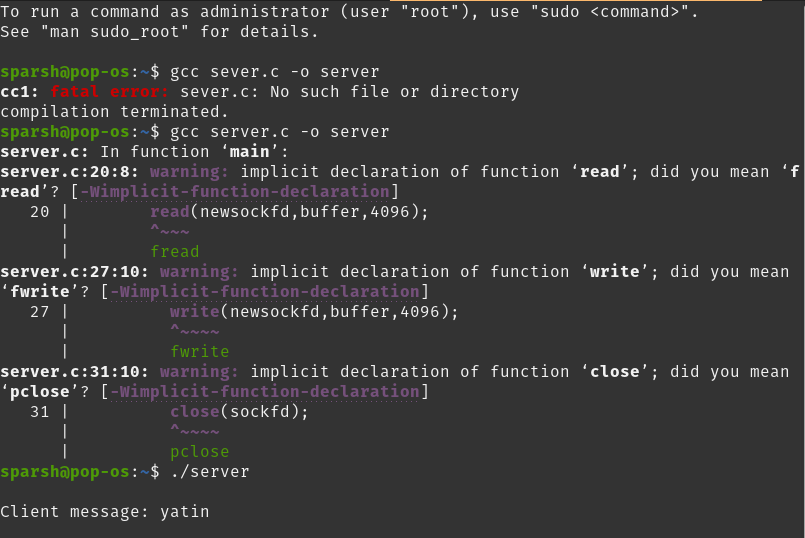 To run a command as administrator (user "root"), use "sudo <command>".
See "man sudo_root" for details.
sparsh@pop-os:~$ gcc sever.c -o server
cc1: fatal error: sever.c: No such file or directory
compilation terminated.
sparsh@pop-os:~$ gcc server.c -o server
server.c: In function ‘main’:
server.c:20:8: warning: implicit declaration of function ‘read’; did you mean ‘f
read’? [-Wimplicit-function-declaration]
   20 |        read(newsockfd,buffer,4096);
      |        ^~~~
      |        fread
server.c:27:10: warning: implicit declaration of function ‘write’; did you mean
‘fwrite’? [-Wimplicit-function-declaration]
   27 |          write(newsockfd,buffer,4096);
      |          ^~~~~
      |          fwrite
server.c:31:10: warning: implicit declaration of function ‘close’; did you mean
‘pclose’? [-Wimplicit-function-declaration]
   31 |          close(sockfd);
      |          ^~~~~
      |          pclose
sparsh@pop-os:~$ ./server
Client message: yatin